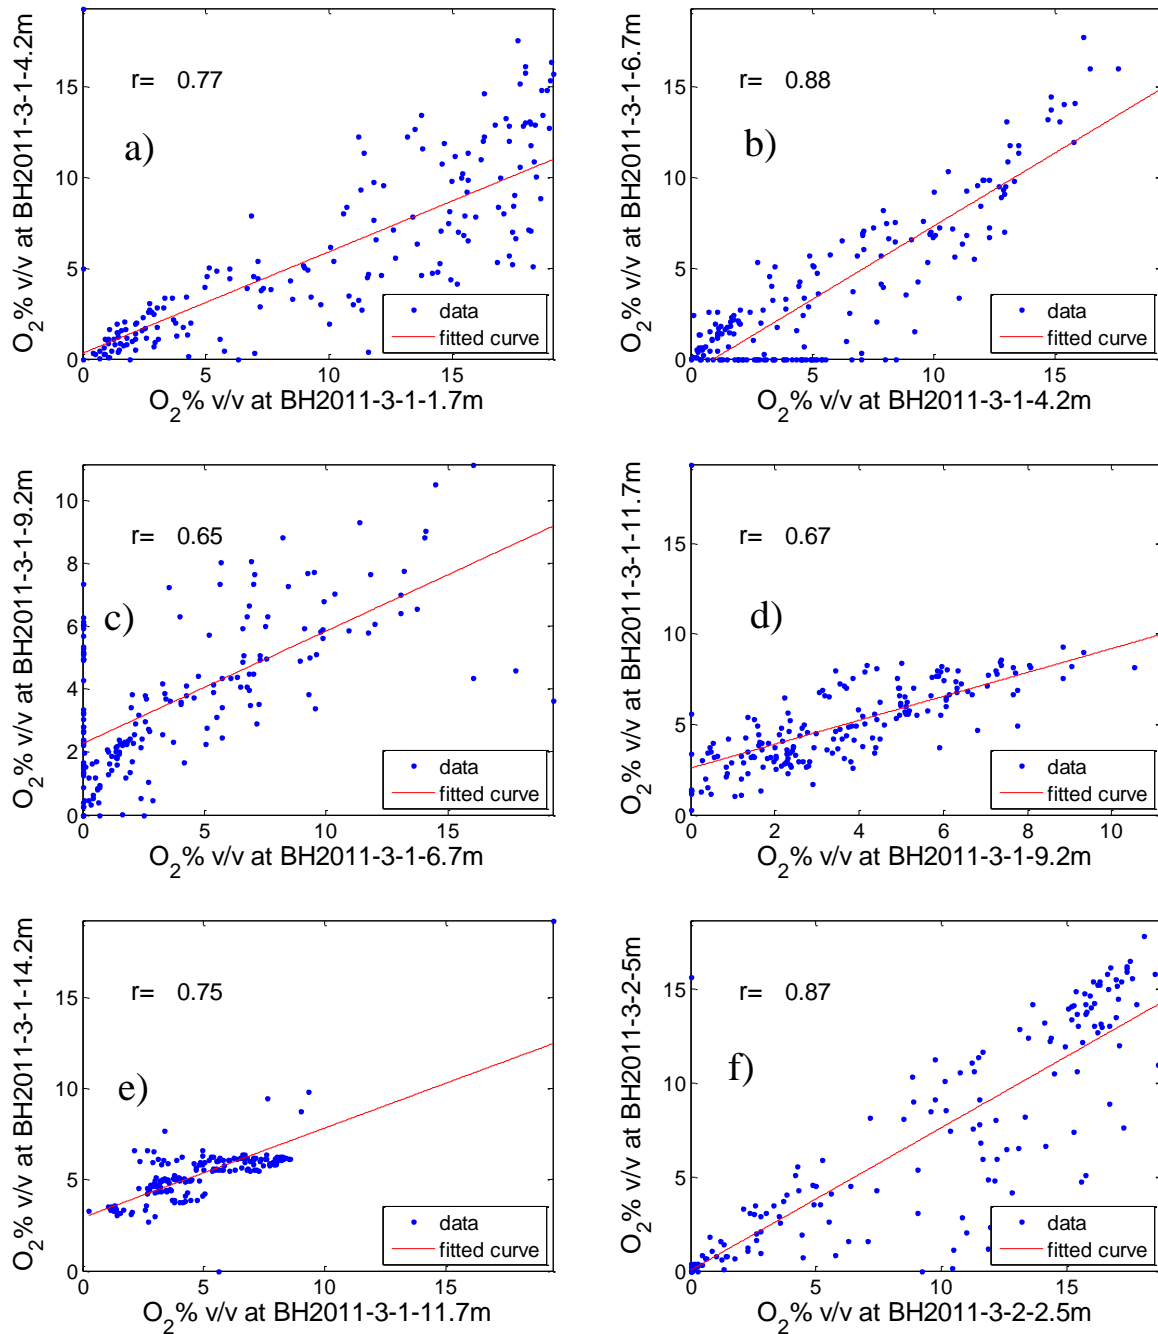 O2% v/v at BH2011-3-1-4.2m
15
10
5
0
r= 0.77
a)
data
fitted curve
0 5 10 15
O2% v/v at BH2011-3-1-1.7m
O2% v/v at BH2011-3-1-6.7m
15
10
5
0
r= 0.88
b)
data
fitted curve
0 5 10 15
O2% v/v at BH2011-3-1-4.2m
O2% v/v at BH2011-3-1-9.2m
10
8
6
4
2
0
r= 0.65
c)
data
fitted curve
0 5 10 15
O2% v/v at BH2011-3-1-6.7m
O2% v/v at BH2011-3-1-11.7m
15
10
5
0
r= 0.67
d)
data
fitted curve
0 2 4 6 8 10
O2% v/v at BH2011-3-1-9.2m
O2% v/v at BH2011-3-1-14.2m
15
10
5
0
r= 0.75
e)
data
fitted curve
0 5 10 15
O2% v/v at BH2011-3-1-11.7m
O2% v/v at BH2011-3-2-5m
15
10
5
0
r= 0.87
f)
data
fitted curve
0 5 10 15
O2% v/v at BH2011-3-2-2.5m